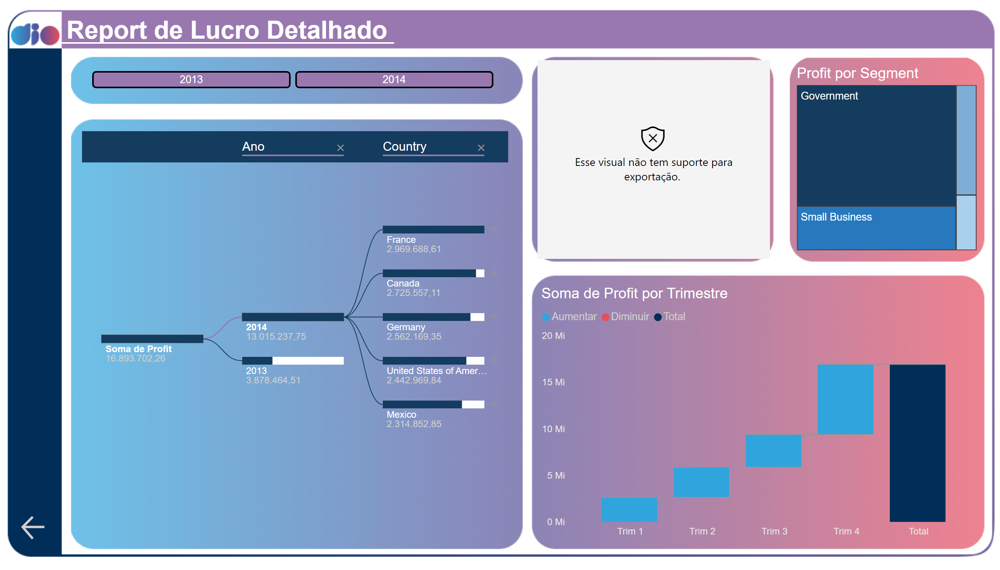 dio
Report de Lucro Detalhado
2013
2014
Ano
Country
Soma de Profit
16.893.702,26
2014
13.015.237,75
2013
3.878.464,51
France
2.969.688,61
Canada
2.725.557,11
Germany
2.562.169,35
United States of Amer...
2.442.969,84
Mexico
2.314.852,85
Esse visual não tem suporte para
exportação.
Profit por Segment
Government
Small Business
Soma de Profit por Trimestre
Aumentar Diminuir Total
20 Mi
15 Mi
10 Mi
5 Mi
0 Mi
Trim 1 Trim 2 Trim 3 Trim 4 Total